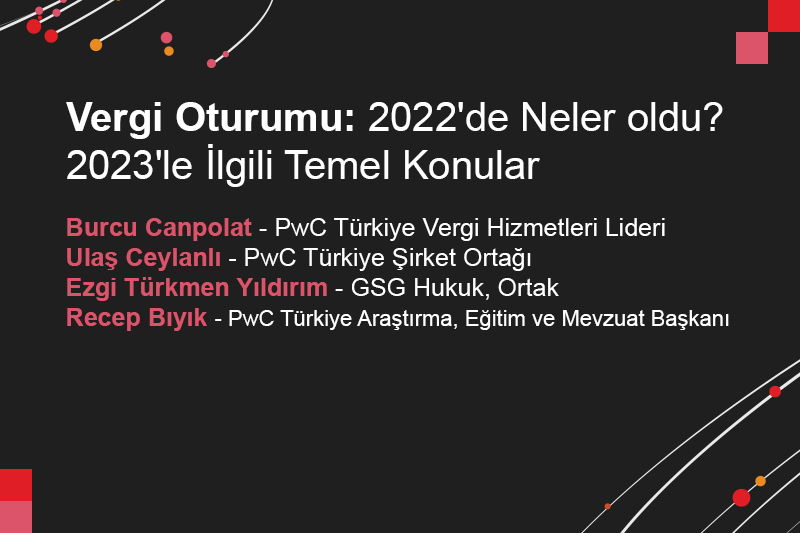 Vergi Oturumu: 2022'de Neler oldu?
2023'le İlgili Temel Konular
Burcu Canpolat - PwC Türkiye Vergi Hizmetleri Lideri
Ulaş Ceylanlı - PwC Türkiye Şirket Ortağı
Ezgi Türkmen Yıldırım - GSG Hukuk, Ortak
Recep Bıyık - PwC Türkiye Araştırma, Eğitim ve Mevzuat Başkanı